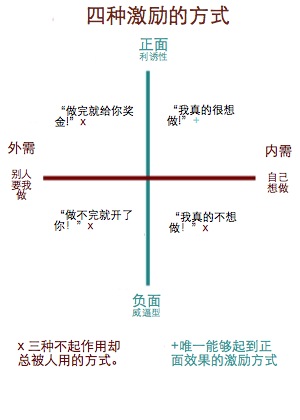 四种激励的方式
正面
利诱性
“做完就给你奖
金!” x
“我真的很想
做!” +
外需
别人
要我
做
内需
自己
想做
“做不完就开了
你！” x
“我真的不想
做！” x
负面
威逼型
x 三种不起作用却
总被人用的方式。
+唯一能够起到正
面效果的激励方式